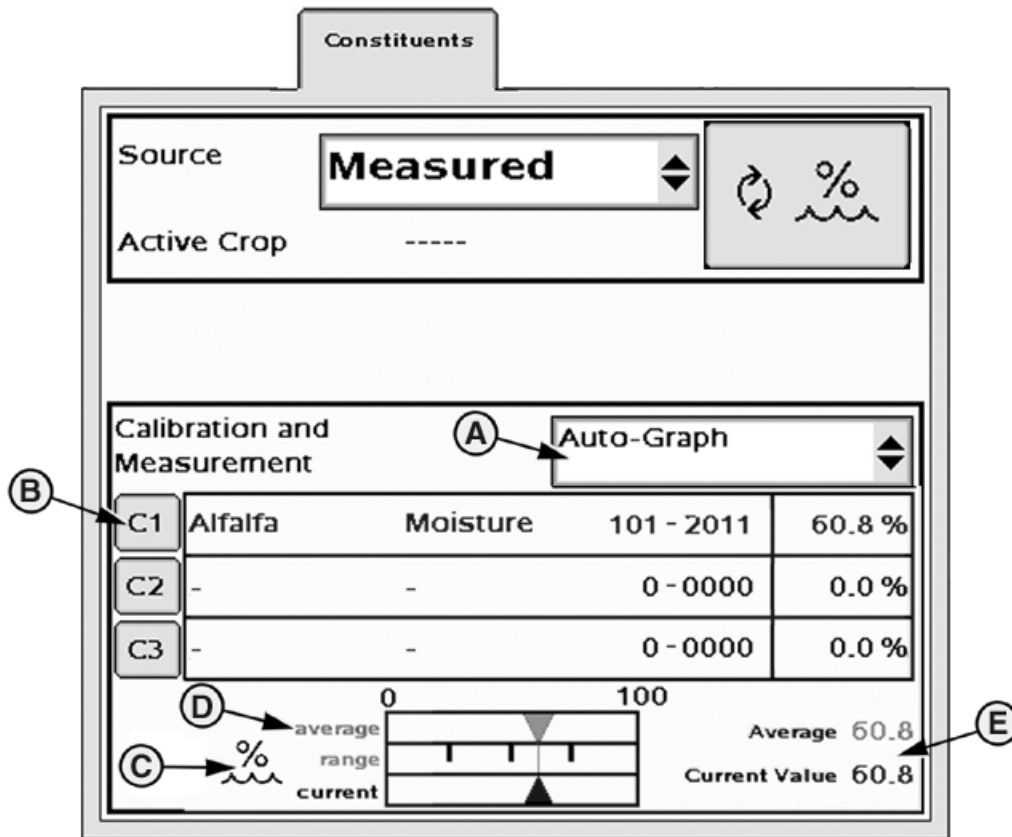 Constituents
Source Measured %
Active Crop -----
Calibration and Measurement A Auto-Graph
B C1 Alfalfa Moisture 101 - 2011 60.8 %
C2 - - 0 - 0000 0.0 %
C3 - - 0 - 0000 0.0 %
0 100
D average Average 60.8 E
C % range
current Current Value 60.8